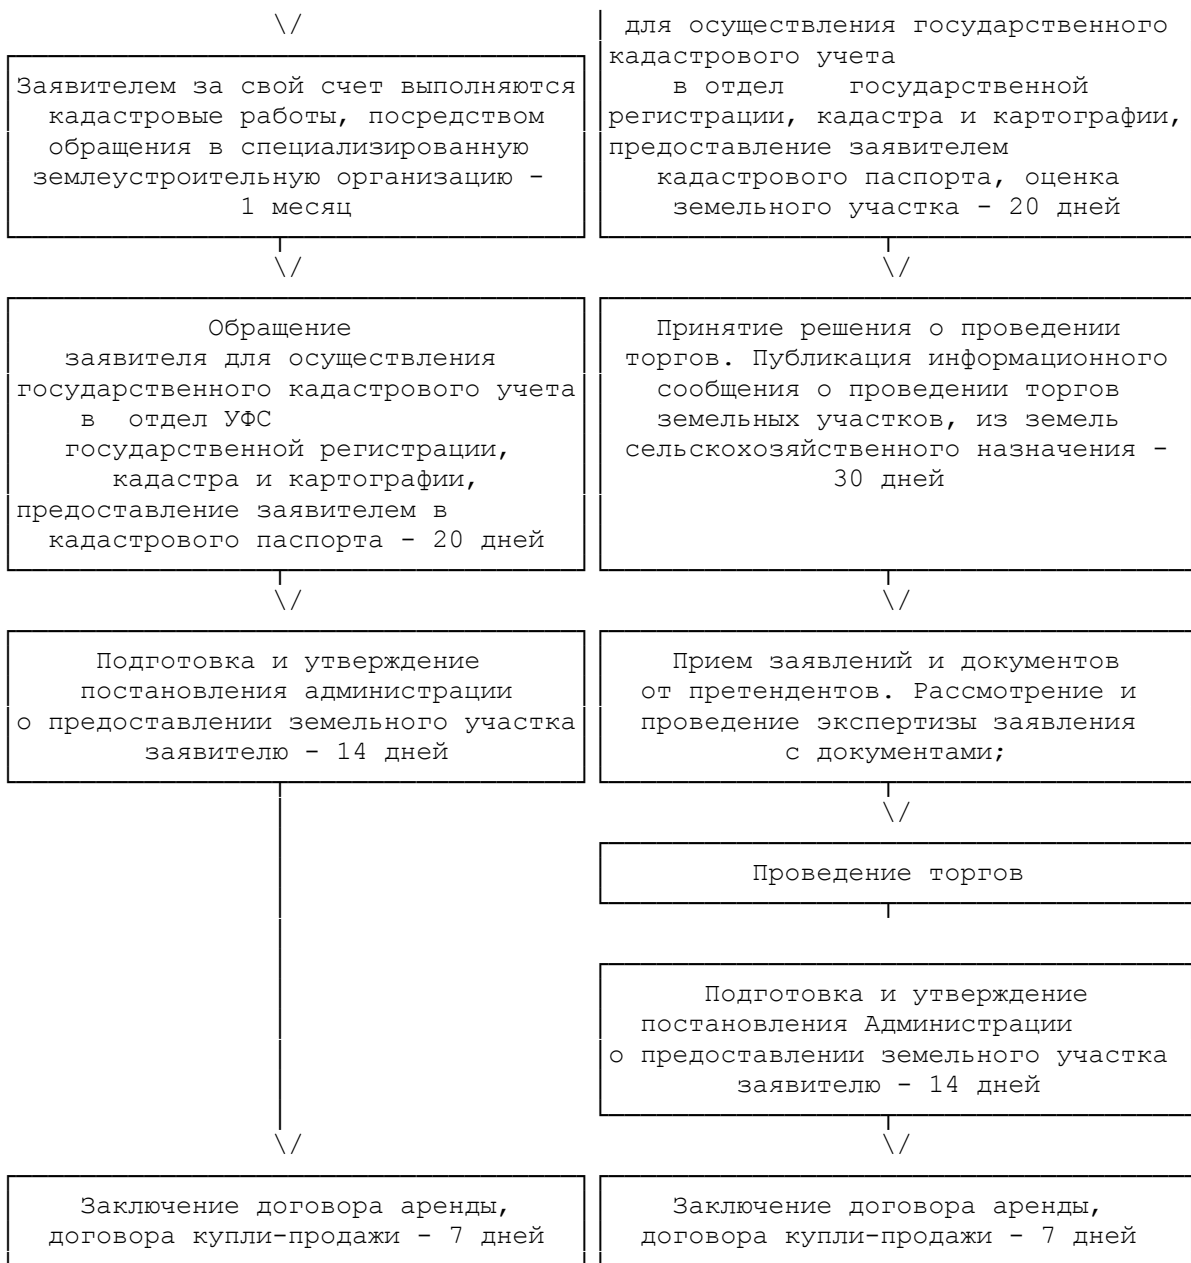 для осуществления государственного
кадастрового учета
в отдел государственной
регистрации, кадастра и картографии,
предоставление заявителем
кадастрового паспорта, оценка
земельного участка - 20 дней
Заявителем за свой счет выполняются
кадастровые работы, посредством
обращения в специализированную
землеустроительную организацию -
1 месяц
Обращение
заявителя для осуществления
государственного кадастрового учета
в отдел УФС
государственной регистрации,
кадастра и картографии,
предоставление заявителем в
кадастрового паспорта - 20 дней
Принятие решения о проведении
торгов. Публикация информационного
сообщения о проведении торгов
земельных участков, из земель
сельскохозяйственного назначения -
30 дней
Подготовка и утверждение
постановления администрации
о предоставлении земельного участка
заявителю - 14 дней
Прием заявлений и документов
от претендентов. Рассмотрение и
проведение экспертизы заявления
с документами;
Проведение торгов
Подготовка и утверждение
постановления Администрации
о предоставлении земельного участка
заявителю - 14 дней
Заключение договора аренды,
договора купли-продажи - 7 дней
Заключение договора аренды,
договора купли-продажи - 7 дней